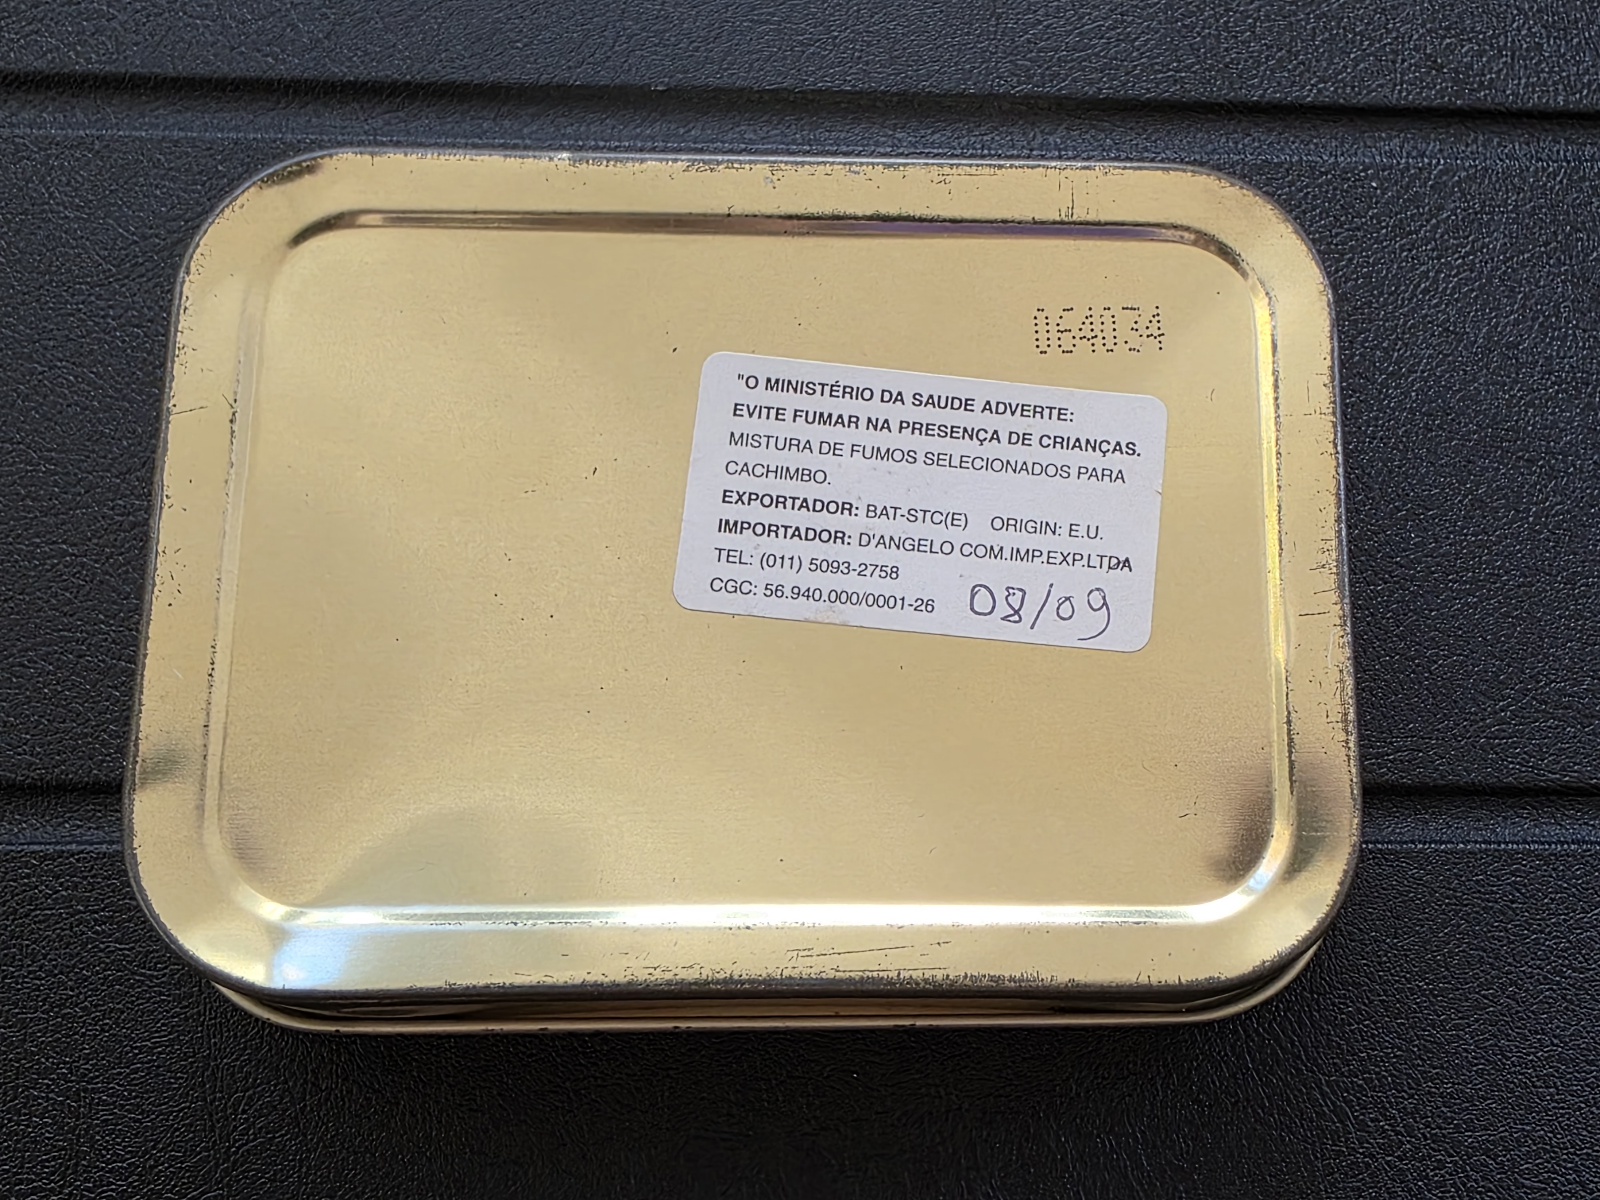 064034
"O MINISTÉRIO DA SAUDE ADVERTE:
EVITE FUMAR NA PRESENÇA DE CRIANÇAS.
MISTURA DE FUMOS SELECIONADOS PARA
CACHIMBO.
EXPORTADOR: BAT-STC(E) ORIGIN: E.U.
IMPORTADOR: D'ANGELO COM.IMP.EXP.LTDA
TEL: (011) 5093-2758
CGC: 56.940.000/0001-26 08/09